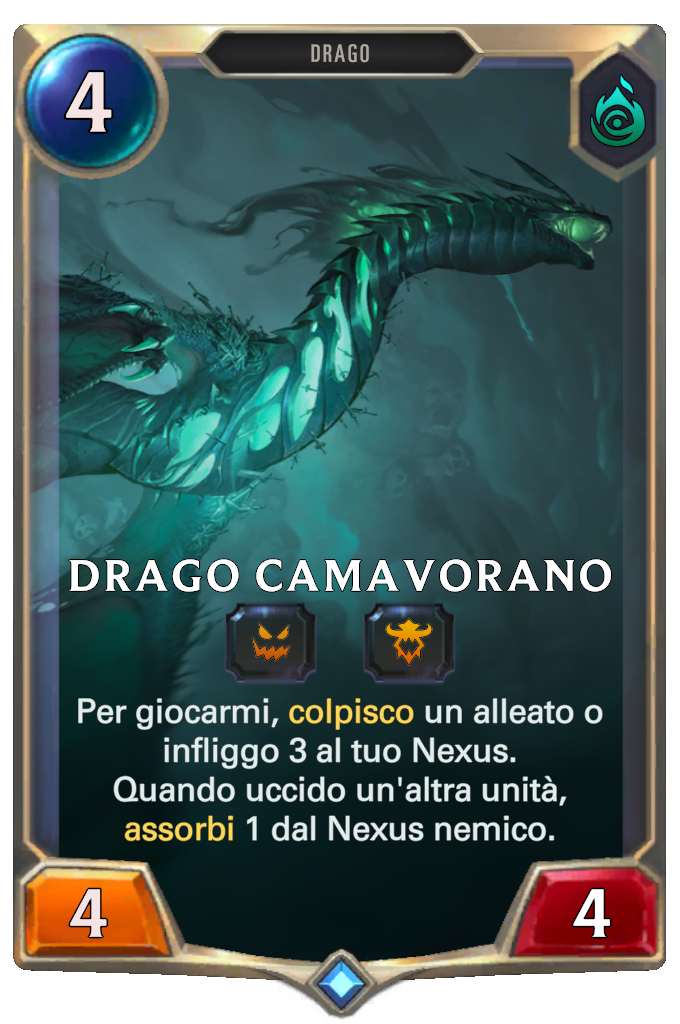 DRAGO
4
DRAGO CAMAVORANO
Per giocarmi, colpisco un alleato o
infliggo 3 al tuo Nexus.
Quando uccido un'altra unità,
assorbi 1 dal Nexus nemico.
4
4